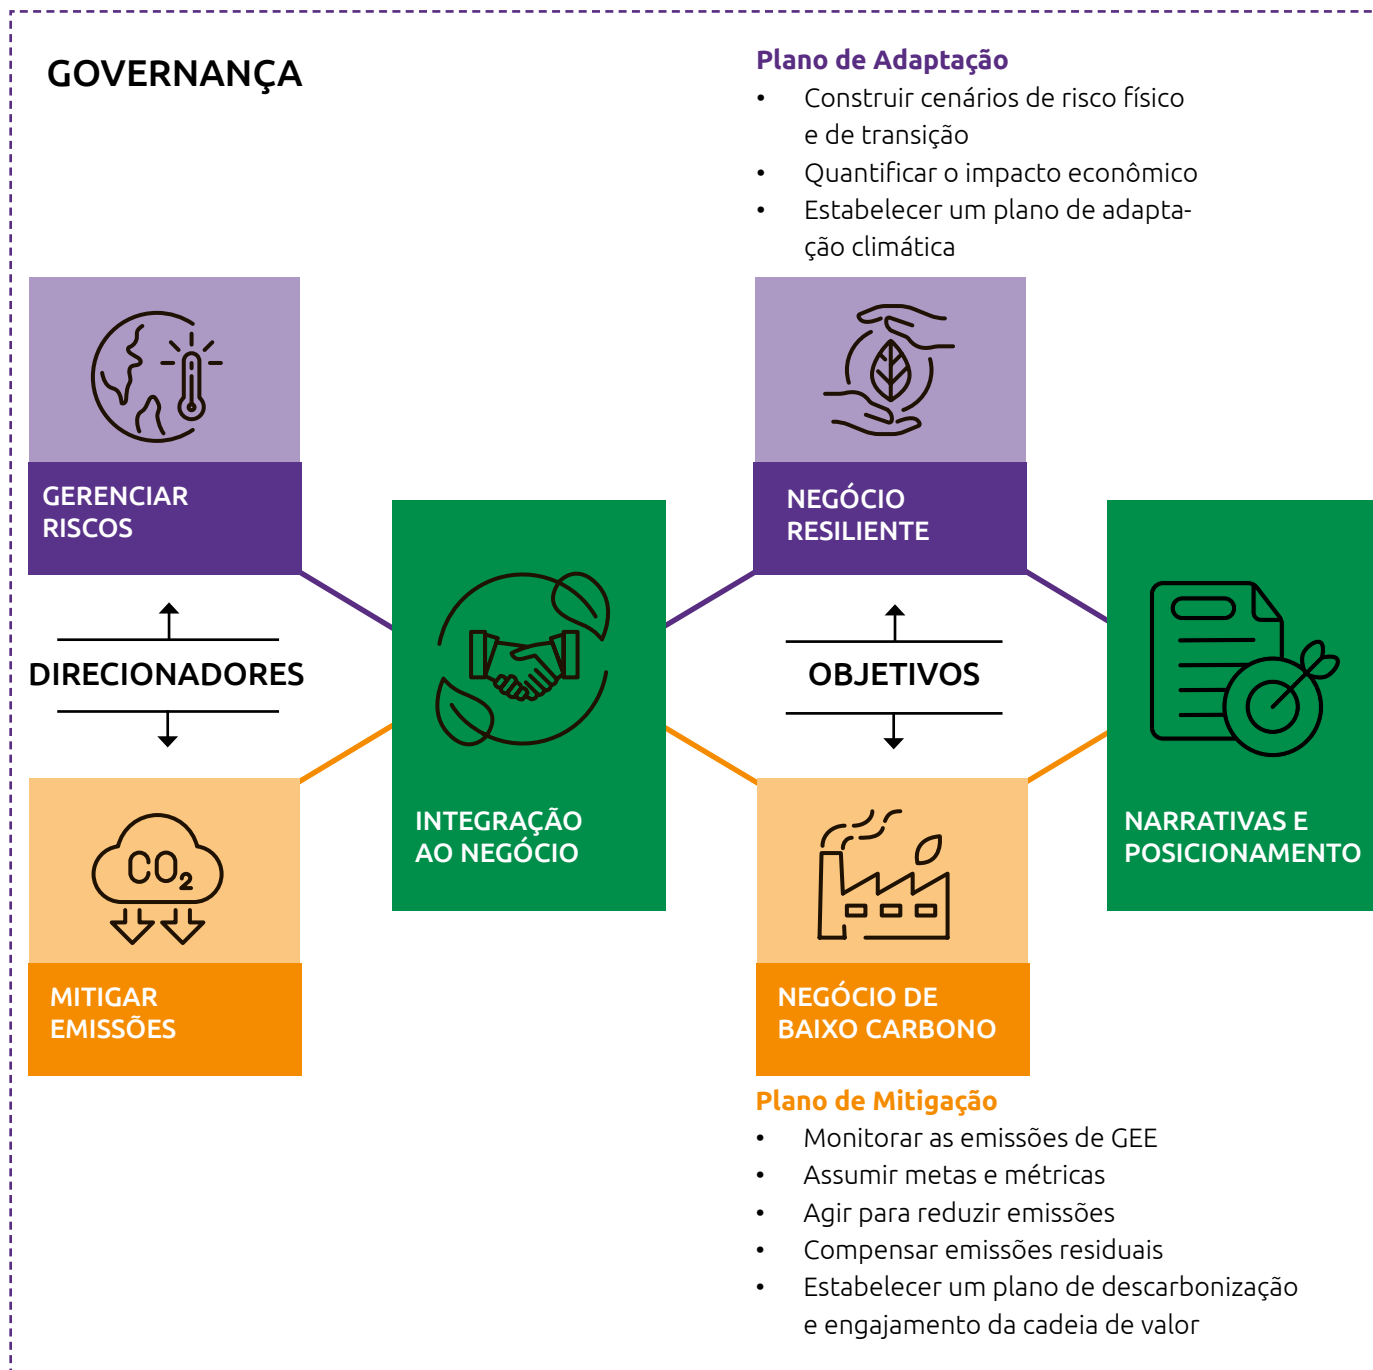 GOVERNANÇA
Plano de Adaptação
• Construir cenários de risco físico
e de transição
• Quantificar o impacto econômico
• Estabelecer um plano de adapta-
ção climática
GERENCIAR
RISCOS
NEGÓCIO
RESILIENTE
DIRECIONADORES
OBJETIVOS
INTEGRAÇÃO
AO NEGÓCIO
NARRATIVAS E
POSICIONAMENTO
CO₂
MITIGAR
EMISSÕES
NEGÓCIO DE
BAIXO CARBONO
Plano de Mitigação
• Monitorar as emissões de GEE
• Assumir metas e métricas
• Agir para reduzir emissões
• Compensar emissões residuais
• Estabelecer um plano de descarbonização
e engajamento da cadeia de valor